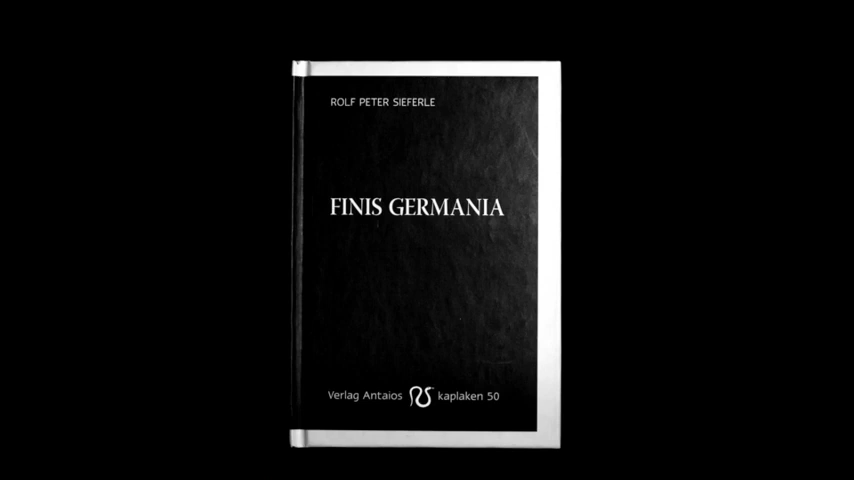 ROLF PETER SIEFERLE
FINIS GERMANIA
Verlag Antaios kaplaken 50